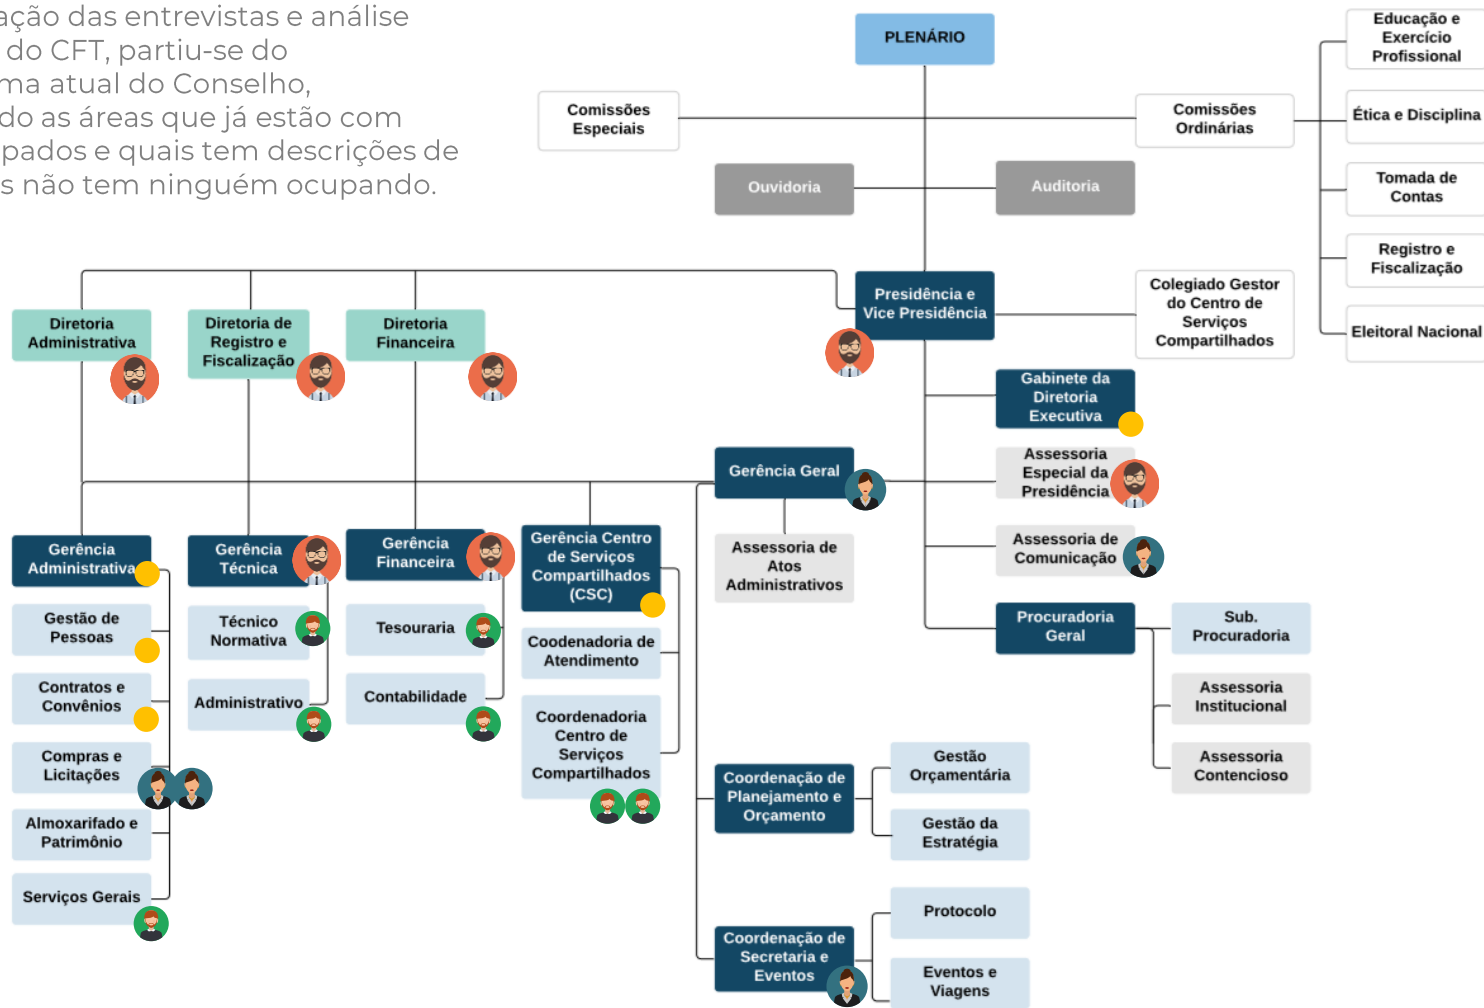 ação das entrevistas e análise
do CFT, partiu-se do
ma atual do Conselho,
do as áreas que já estão com
pados e quais tem descrições de
s não tem ninguém ocupando.
PLENÁRIO
Comissões
Especiais
Comissões
Ordinárias
Educação e
Exercício
Profissional
Ética e Disciplina
Tomada de
Contas
Registro e
Fiscalização
Eleitoral Nacional
Ouvidoria
Auditoria
Presidência e
Vice Presidência
Colegiado Gestor
do Centro de
Serviços
Compartilhados
Diretoria
Administrativa
Diretoria de
Registro e
Fiscalização
Diretoria
Financeira
Gabinete da
Diretoria
Executiva
Gerência Geral
Assessoria
Especial da
Presidência
Assessoria de
Comunicação
Assessoria de
Atos
Administrativos
Procuradoria
Geral
Sub.
Procuradoria
Assessoria
Institucional
Assessoria
Contencioso
Gerência
Administrativa
Gestão de
Pessoas
Contratos e
Convênios
Compras e
Licitações
Almoxarifado e
Patrimônio
Serviços Gerais
Gerência
Técnica
Técnico
Normativa
Administrativo
Gerência
Financeira
Tesouraria
Contabilidade
Gerência Centro
de Serviços
Compartilhados
(CSC)
Coodenadoria de
Atendimento
Coordenadoria
Centro de
Serviços
Compartilhados
Coordenação de
Planejamento e
Orçamento
Gestão
Orçamentária
Gestão da
Estratégia
Coordenação de
Secretaria e
Eventos
Protocolo
Eventos e
Viagens